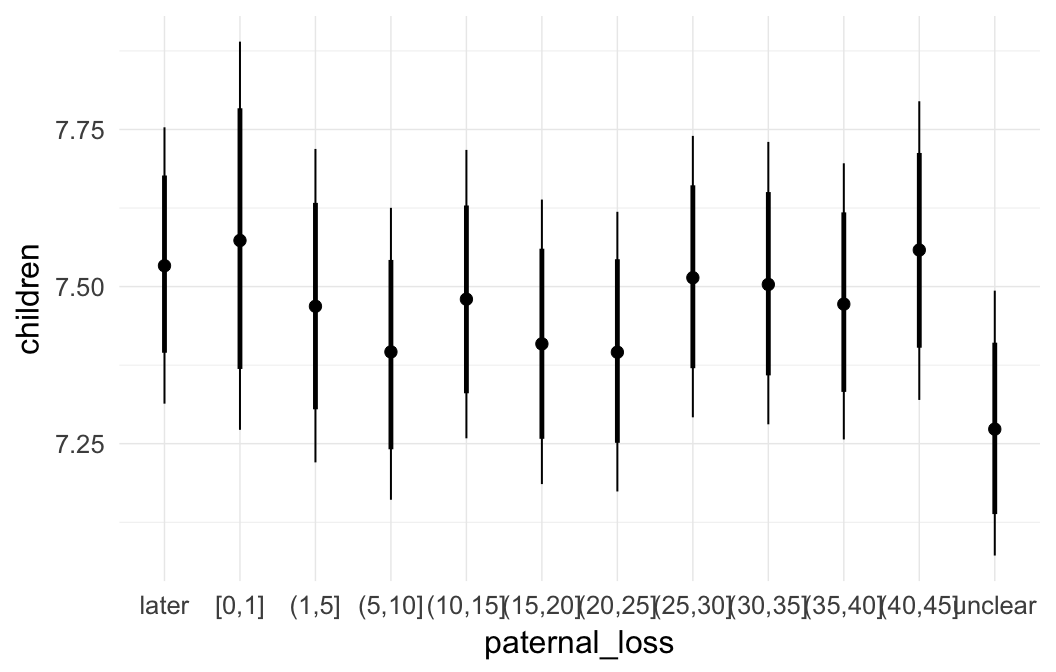 children
7.75
7.50
7.25
later [0,1] (1,5] (5,10] (10,15] (15,20] (20,25] (25,30] (30,35] (35,40] (40,45] unclear
paternal_loss